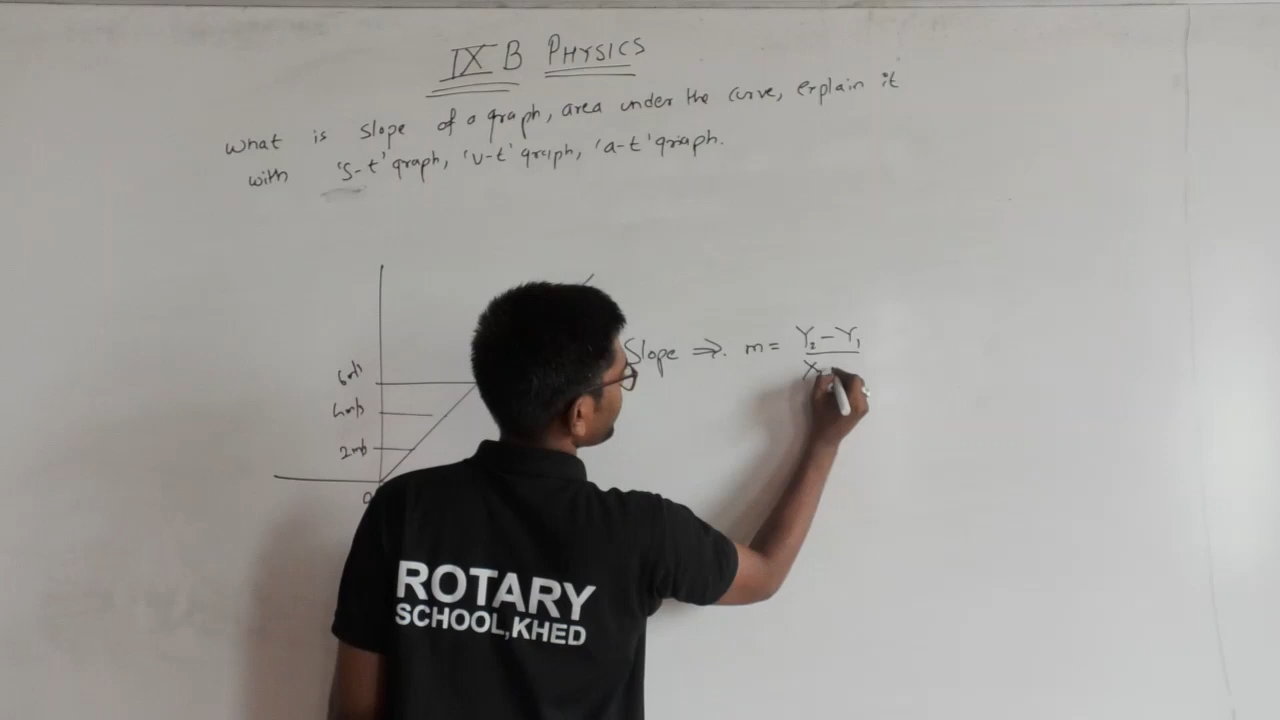 IX B PHYSICS
what is slope of a graph, area under the curve, explain it
with 's-t' graph, 'v-t' graph, 'a-t' graph.
Slope ⇒. m = Y₂ - Y₁
X₂
6m/s
4m/s
2m/s
0
ROTARY
SCHOOL,KHED